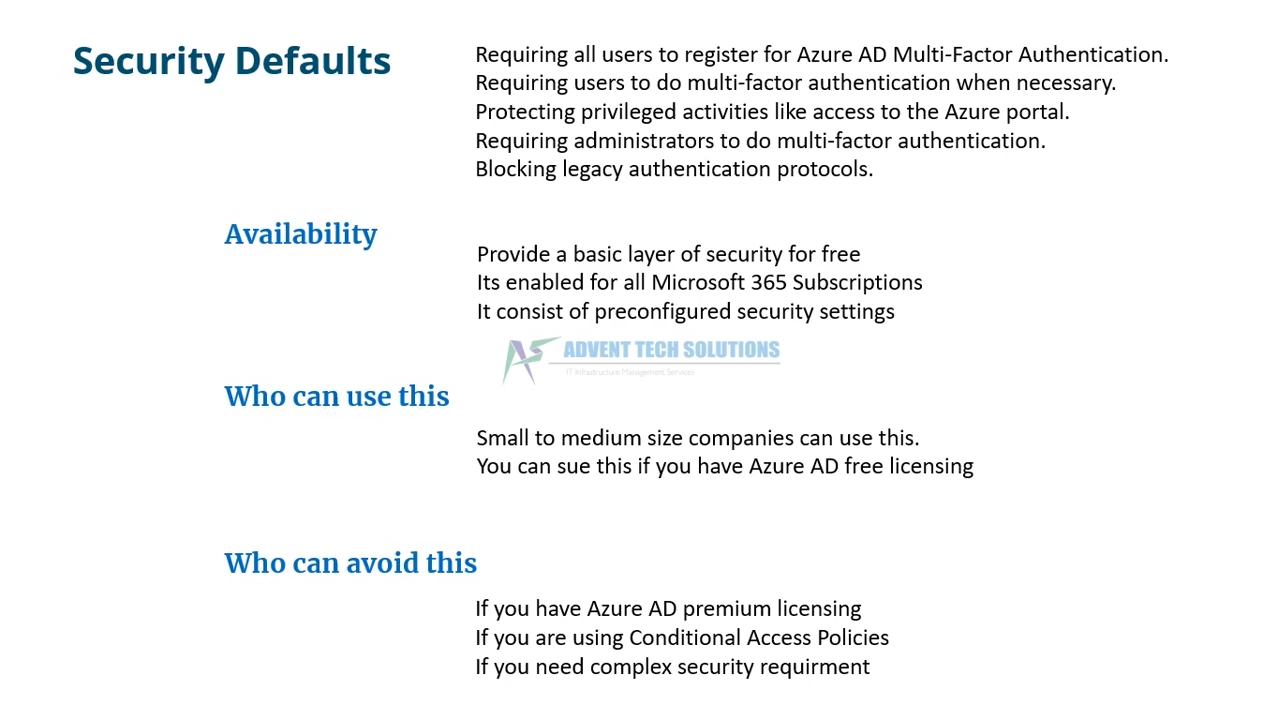 Security Defaults
Requiring all users to register for Azure AD Multi-Factor Authentication.
Requiring users to do multi-factor authentication when necessary.
Protecting privileged activities like access to the Azure portal.
Requiring administrators to do multi-factor authentication.
Blocking legacy authentication protocols.
Availability
Provide a basic layer of security for free
Its enabled for all Microsoft 365 Subscriptions
It consist of preconfigured security settings
ADVENT TECH SOLUTIONS
IT Infrastructure Management Services
Who can use this
Small to medium size companies can use this.
You can sue this if you have Azure AD free licensing
Who can avoid this
If you have Azure AD premium licensing
If you are using Conditional Access Policies
If you need complex security requirment